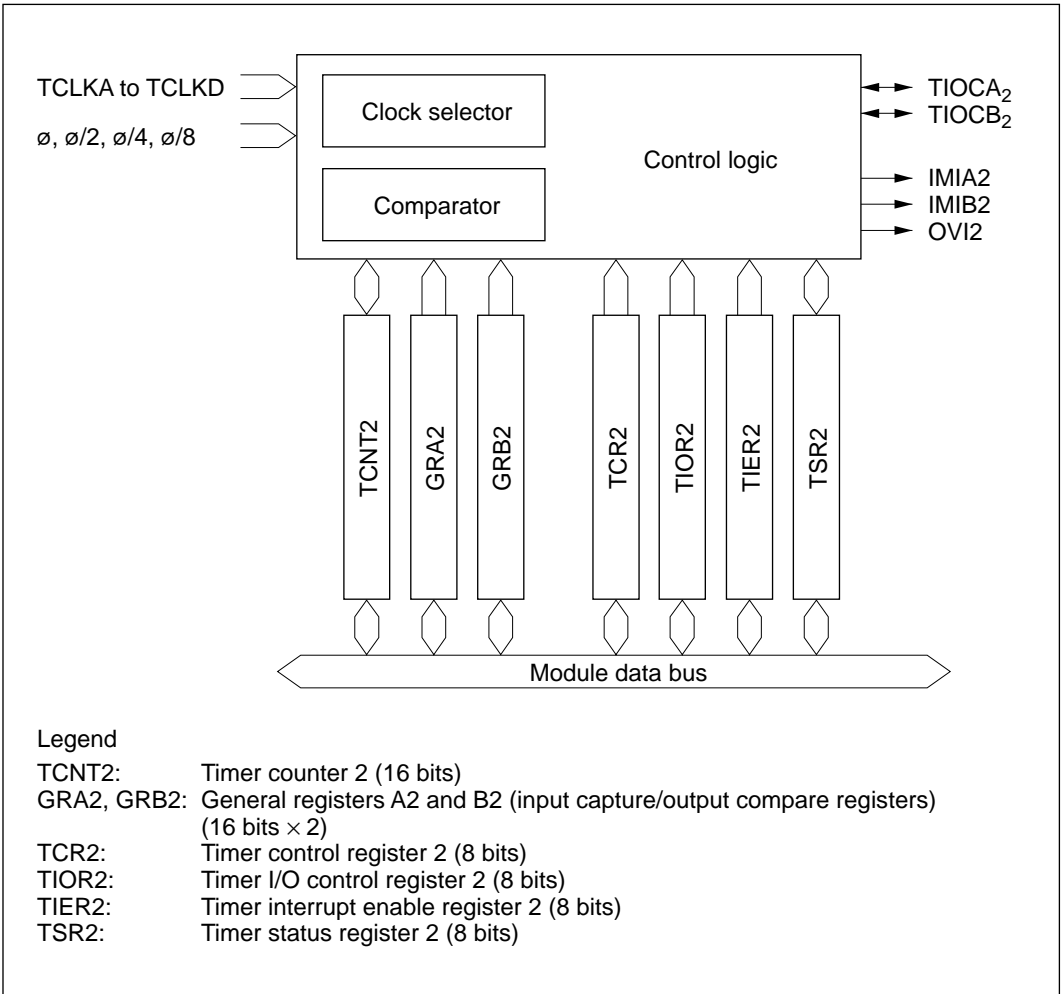 TCLKA to TCLKD
ø, ø/2, ø/4, ø/8
Clock selector
Comparator
Control logic
TIOCA2
TIOCB2
IMIA2
IMIB2
OVI2
TCNT2
GRA2
GRB2
TCR2
TIOR2
TIER2
TSR2
Module data bus
Legend
TCNT2: Timer counter 2 (16 bits)
GRA2, GRB2: General registers A2 and B2 (input capture/output compare registers)
(16 bits × 2)
TCR2: Timer control register 2 (8 bits)
TIOR2: Timer I/O control register 2 (8 bits)
TIER2: Timer interrupt enable register 2 (8 bits)
TSR2: Timer status register 2 (8 bits)